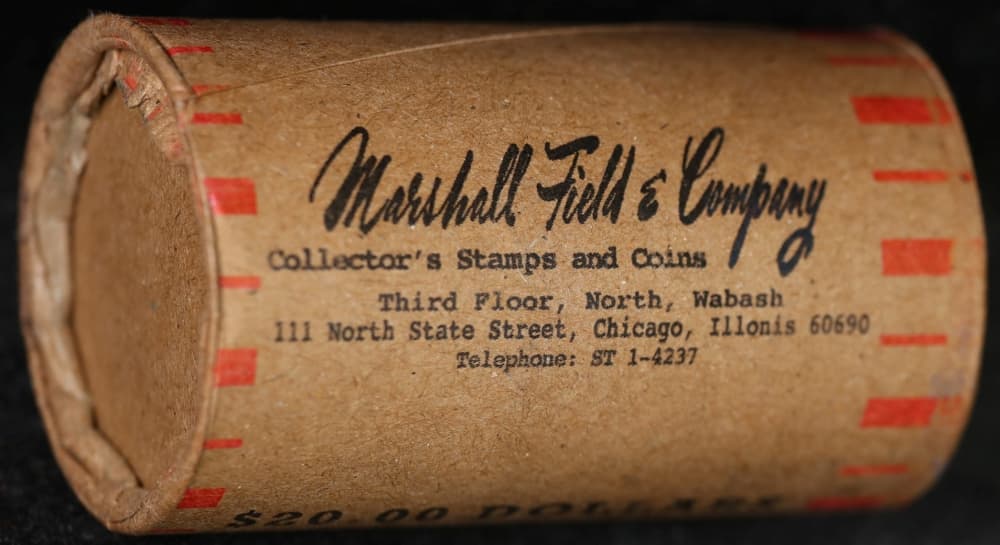 Marshall Field & Company
Collector's Stamps and Coins
Third Floor, North, Wabash
111 North State Street, Chicago, Illonis 60690
Telephone: ST 1-4237
$20.00 DOLLARS